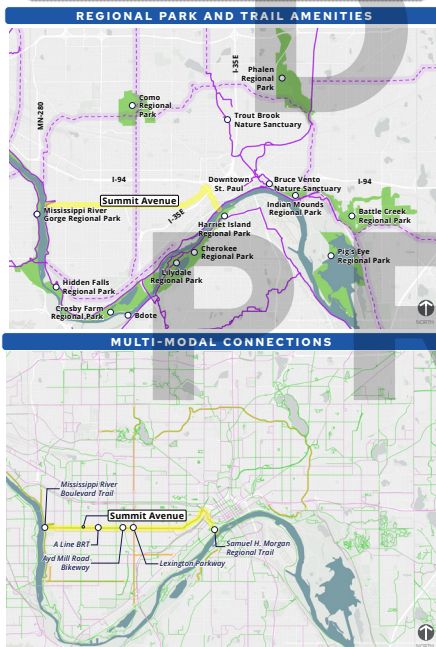 REGIONAL PARK AND TRAIL AMENITIES
I-35E
Phalen
Regional
Park
Como
Regional
Park
MN-280
Trout Brook
Nature Sanctuary
I-94
Downtown
St. Paul
Bruce Vento
Nature Sanctuary
I-94
Summit Avenue
Indian Mounds
Regional Park
Mississippi River
Gorge Regional Park
I-35E
Battle Creek
Regional Park
Harriet Island
Regional Park
Cherokee
Regional Park
Pig's Eye
Regional Park
Lilydale
Regional Park
Hidden Falls
Regional Park
Crosby Farm
Regional Park
Bdote
NORTH
MULTI-MODAL CONNECTIONS
Mississippi River
Boulevard Trail
Summit Avenue
A Line BRT
Ayd Mill Road
Bikeway
Lexington Parkway
Samuel H. Morgan
Regional Trail
NORTH
D
R